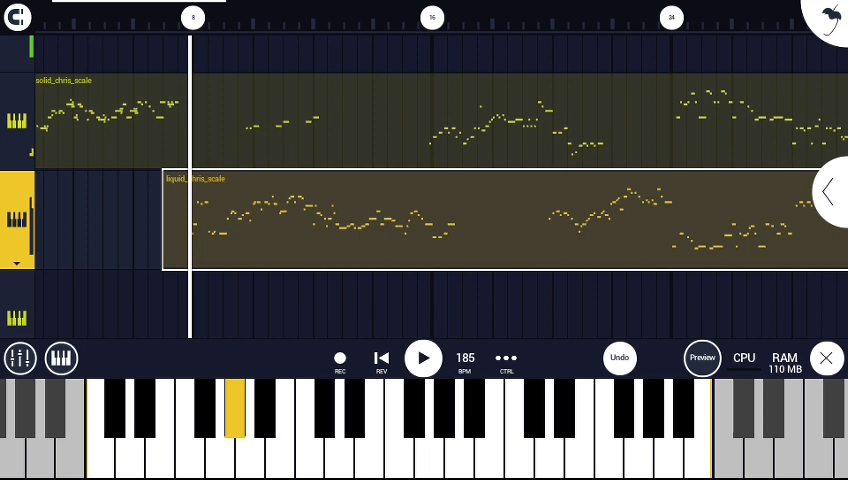 8
16
24
solid_chris_scale
liquid_chris_scale
185
Undo
Preview
CPU
RAM
110 MB
REC
REV
BPM
CTRL